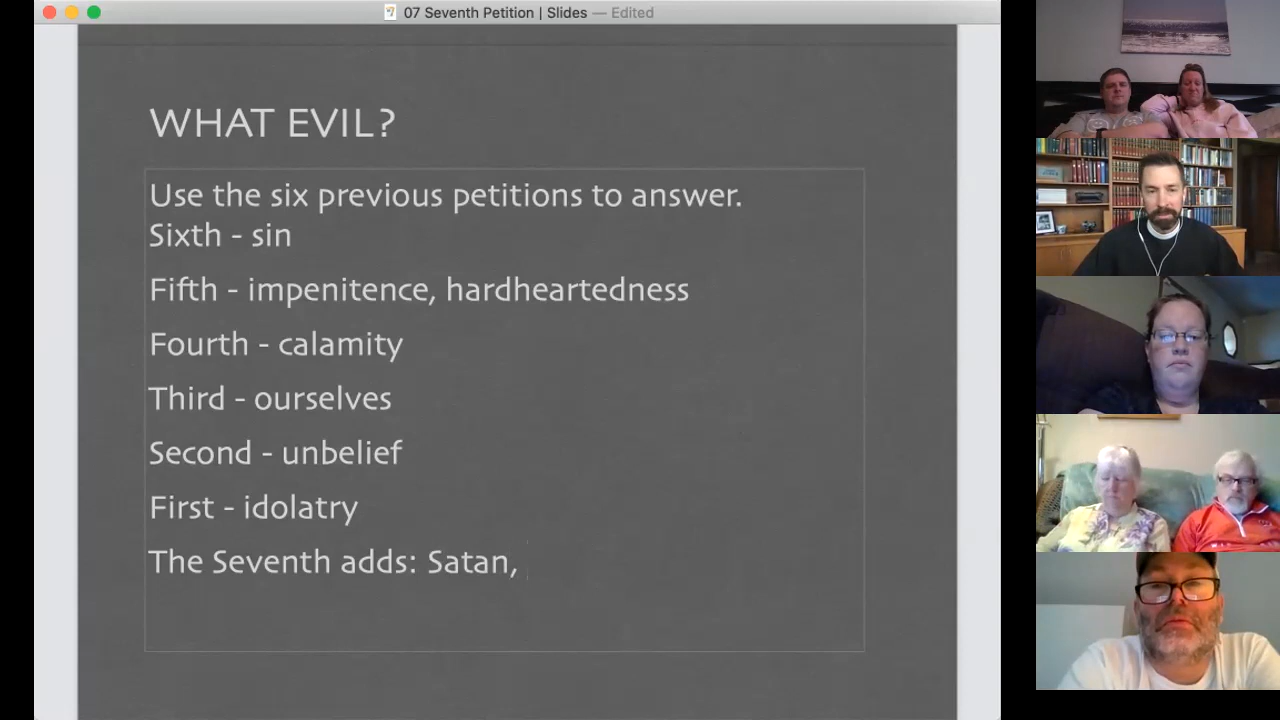 07 Seventh Petition | Slides — Edited
WHAT EVIL?
Use the six previous petitions to answer.
Sixth - sin
Fifth - impenitence, hardheartedness
Fourth - calamity
Third - ourselves
Second - unbelief
First - idolatry
The Seventh adds: Satan,